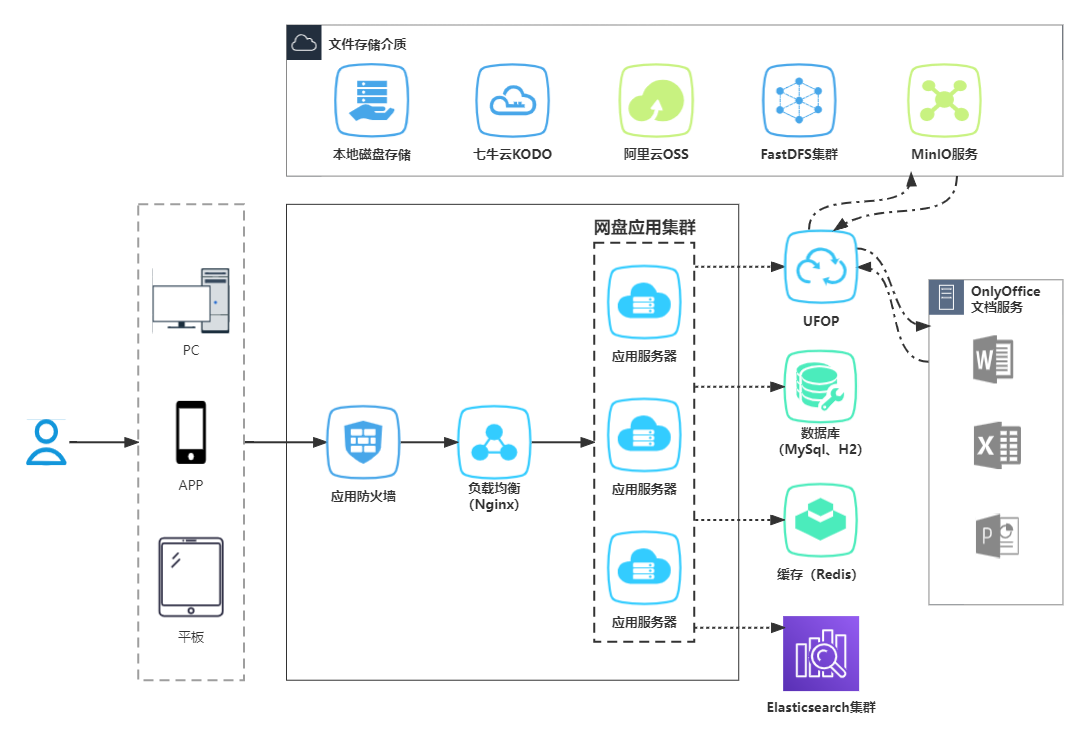 文件存储介质
本地磁盘存储
七牛云KODO
阿里云OSS
FastDFS集群
MinIO服务
PC
APP
平板
应用防火墙
负载均衡
（Nginx）
网盘应用集群
应用服务器
应用服务器
应用服务器
UFOP
数据库
（MySql、H2）
缓存（Redis）
Elasticsearch集群
OnlyOffice
文档服务
W
X
P